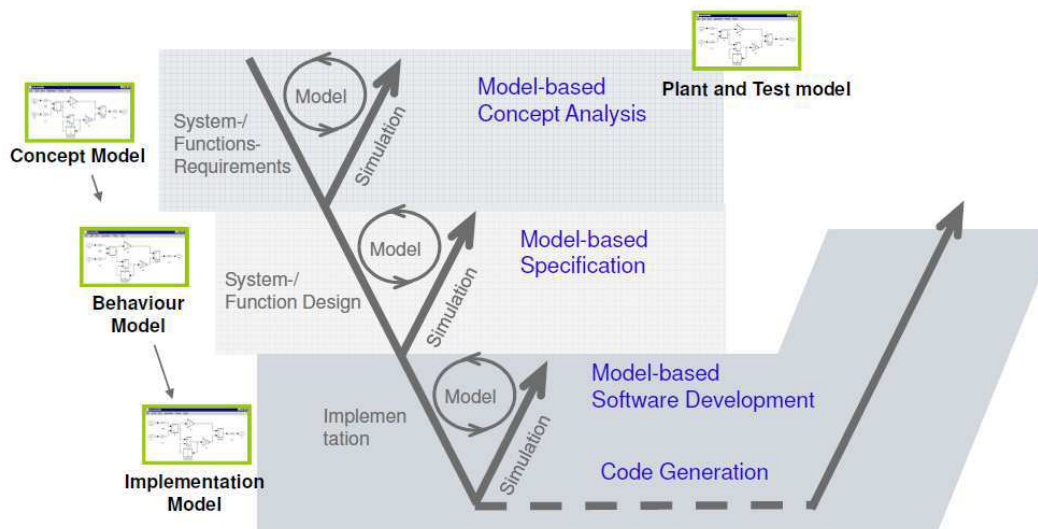 Model
Model-based
Concept Analysis
Plant and Test model
System-/
Functions-
Requirements
Simulation
Concept Model
Model
Model-based
Specification
System-/
Function Design
Simulation
Behaviour
Model
Model
Model-based
Software Development
Implemen
tation
Simulation
Code Generation
Implementation
Model